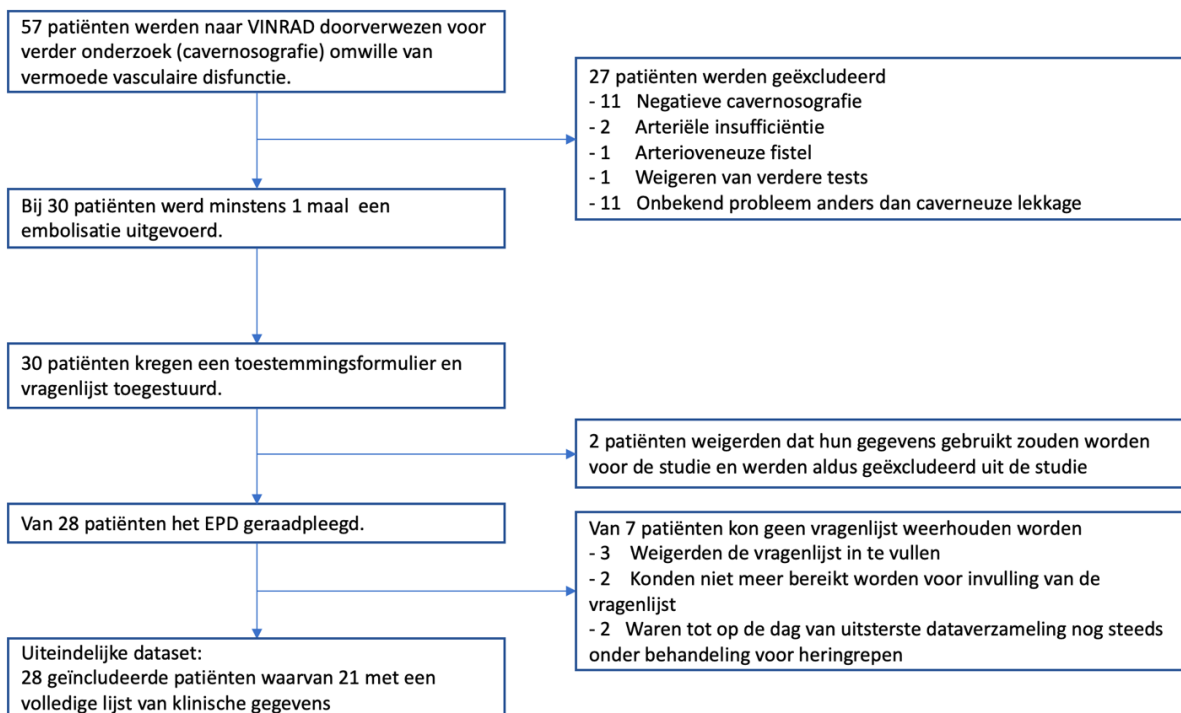 57 patiënten werden naar VINRAD doorverwezen voor
verder onderzoek (cavernosografie) omwille van
vermoede vasculaire disfunctie.
27 patiënten werden geëxcludeerd
- 11 Negatieve cavernosografie
- 2 Arteriële insufficiëntie
- 1 Arterioveneuze fistel
- 1 Weigeren van verdere tests
- 11 Onbekend probleem anders dan caverneuze lekkage
Bij 30 patiënten werd minstens 1 maal een
embolisatie uitgevoerd.
30 patiënten kregen een toestemmingsformulier en
vragenlijst toegestuurd.
2 patiënten weigerden dat hun gegevens gebruikt zouden worden
voor de studie en werden aldus geëxcludeerd uit de studie
Van 28 patiënten het EPD geraadpleegd.
Van 7 patiënten kon geen vragenlijst weerhouden worden
- 3 Weigerden de vragenlijst in te vullen
- 2 Konden niet meer bereikt worden voor invulling van de
vragenlijst
- 2 Waren tot op de dag van uitsterste dataverzameling nog steeds
onder behandeling voor heringrepen
Uiteindelijke dataset:
28 geïncludeerde patiënten waarvan 21 met een
volledige lijst van klinische gegevens